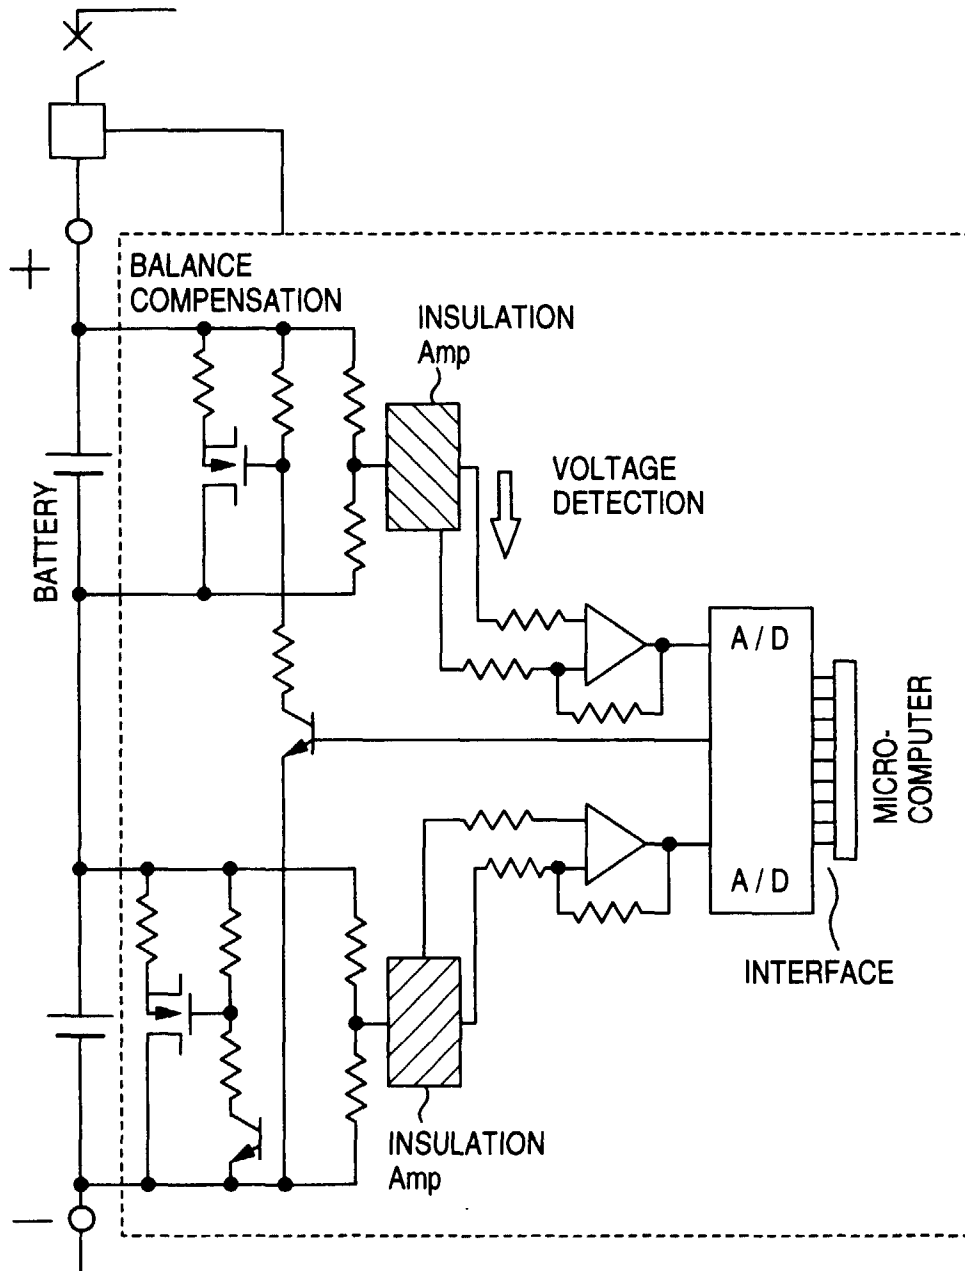 +
BALANCE
COMPENSATION
INSULATION
Amp
VOLTAGE
DETECTION
BATTERY
A/D
MICRO-
COMPUTER
A/D
INTERFACE
INSULATION
Amp
—